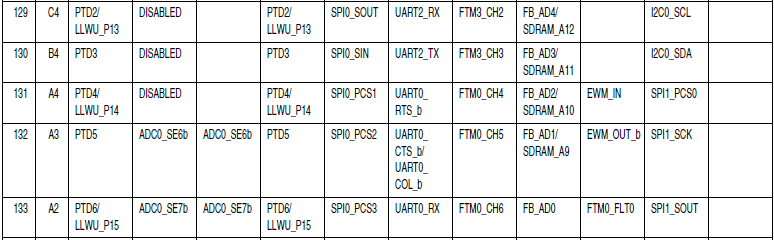 129 C4 PTD2/ LLWU_P13 DISABLED PTD2/ LLWU_P13 SPI0_SOUT UART2_RX FTM3_CH2 FB_AD4/ SDRAM_A12 I2C0_SCL
130 B4 PTD3 DISABLED PTD3 SPI0_SIN UART2_TX FTM3_CH3 FB_AD3/ SDRAM_A11 I2C0_SDA
131 A4 PTD4/ LLWU_P14 DISABLED PTD4/ LLWU_P14 SPI0_PCS1 UART0_ RTS_b FTM0_CH4 FB_AD2/ SDRAM_A10 EWM_IN SPI1_PCS0
132 A3 PTD5 ADC0_SE6b ADC0_SE6b PTD5 SPI0_PCS2 UART0_ CTS_b/ UART0_ COL_b FTM0_CH5 FB_AD1/ SDRAM_A9 EWM_OUT_b SPI1_SCK
133 A2 PTD6/ LLWU_P15 ADC0_SE7b ADC0_SE7b PTD6/ LLWU_P15 SPI0_PCS3 UART0_RX FTM0_CH6 FB_AD0 FTM0_FLT0 SPI1_SOUT